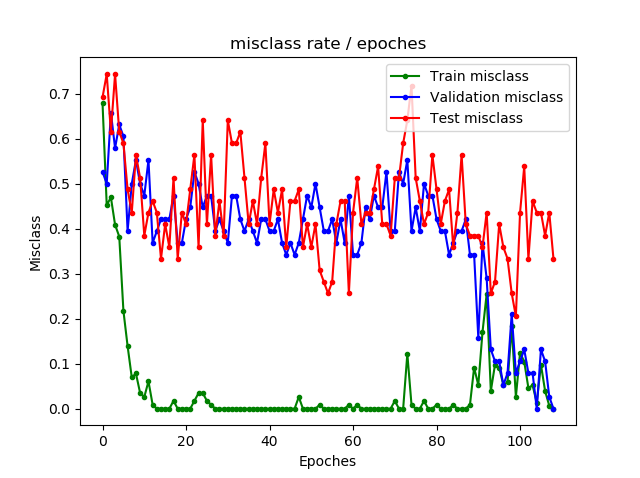 misclass rate / epoches
Train misclass
Validation misclass
Test misclass
Misclass
0.7
0.6
0.5
0.4
0.3
0.2
0.1
0.0
0 20 40 60 80 100
Epoches